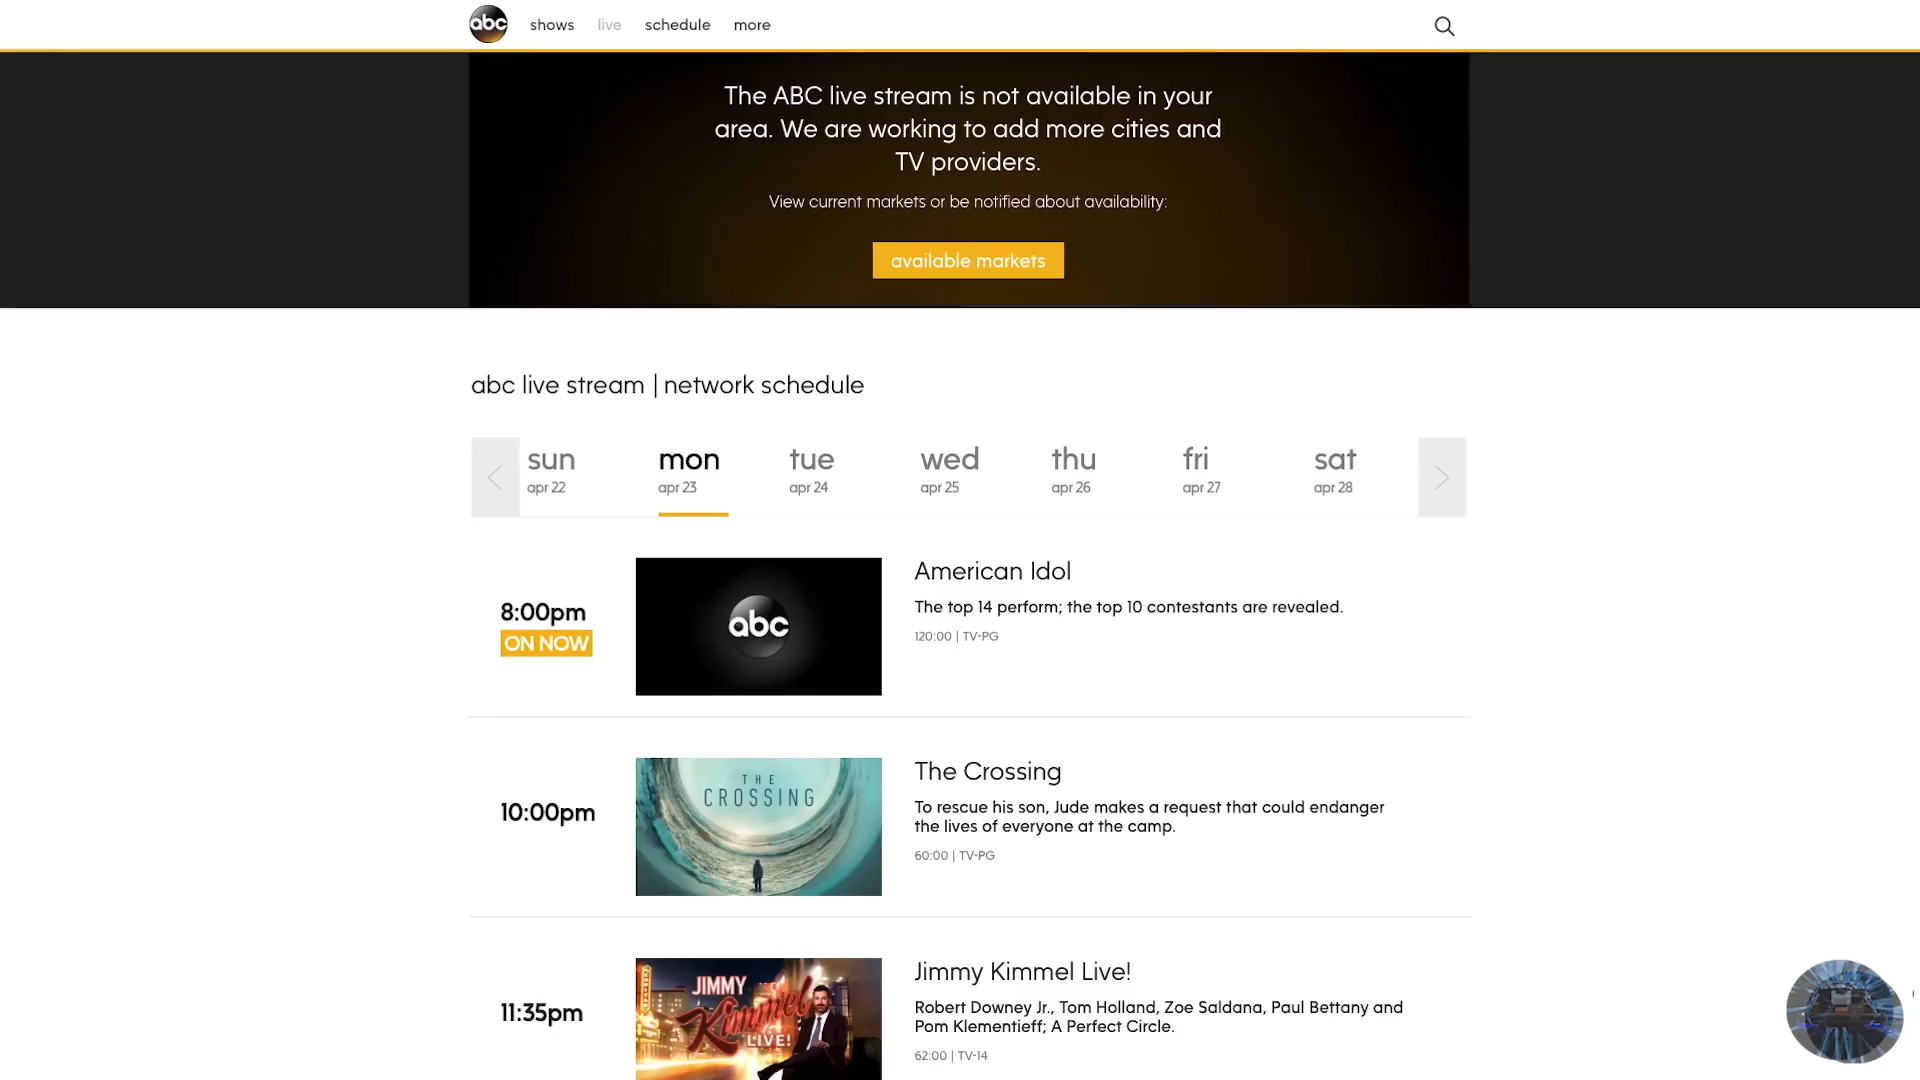 abc shows live schedule more
The ABC live stream is not available in your
area. We are working to add more cities and
TV providers.
View current markets or be notified about availability:
available markets
abc live stream | network schedule
sun mon tue wed thu fri sat
apr 22 apr 23 apr 24 apr 25 apr 26 apr 27 apr 28
8:00pm
ON NOW
abc
American Idol
The top 14 perform; the top 10 contestants are revealed.
120:00 | TV-PG
10:00pm
THE
CROSSING
The Crossing
To rescue his son, Jude makes a request that could endanger
the lives of everyone at the camp.
60:00 | TV-PG
11:35pm
JIMMY
Kimmel
LIVE!
Jimmy Kimmel Live!
Robert Downey Jr., Tom Holland, Zoe Saldana, Paul Bettany and
Pom Klementieff; A Perfect Circle.
62:00 | TV-14